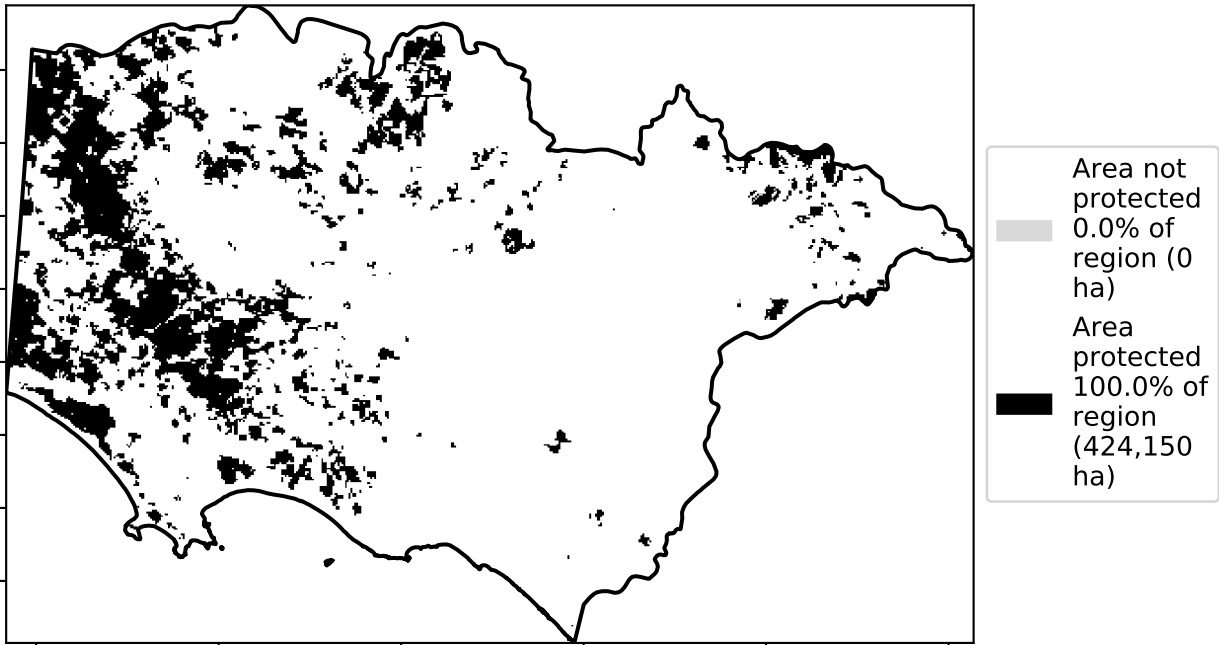 Area not
protected
0.0% of
region (0
ha)
Area
protected
100.0% of
region
(424,150
ha)